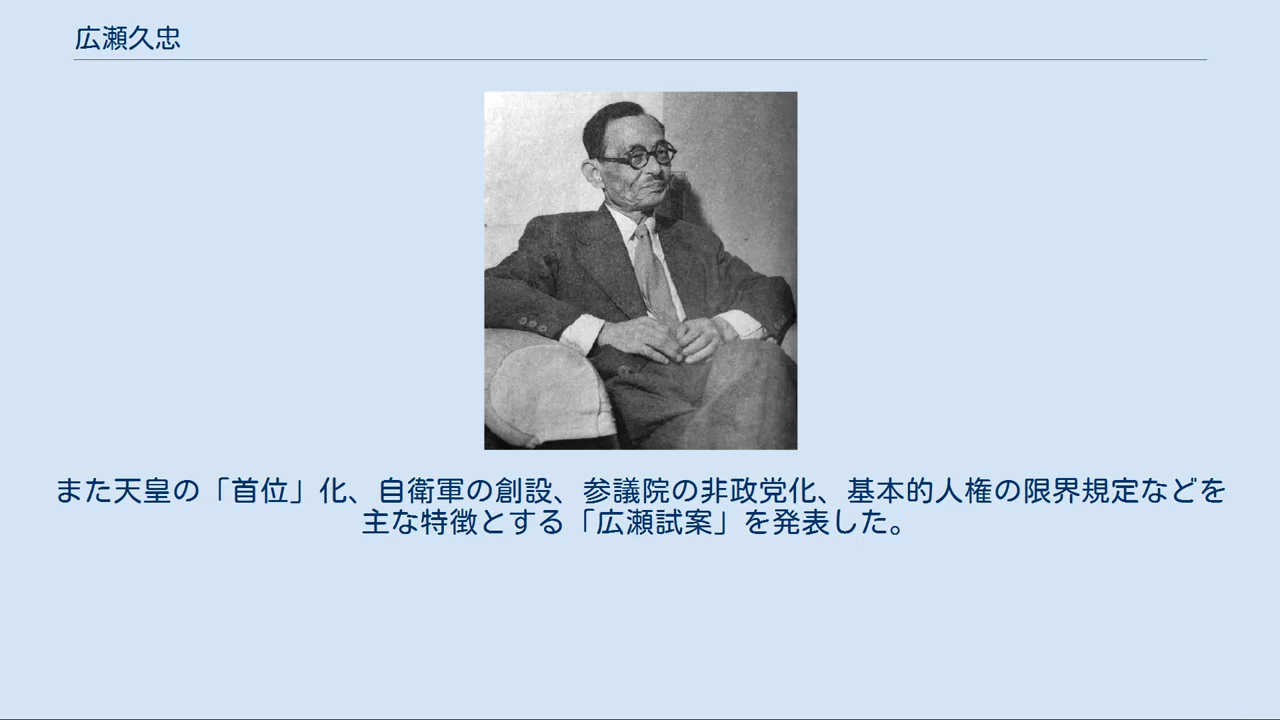 広瀬久忠
また天皇の「首位」化、自衛軍の創設、参議院の非政党化、基本的人権の限界規定などを
主な特徴とする「広瀬試案」を発表した。